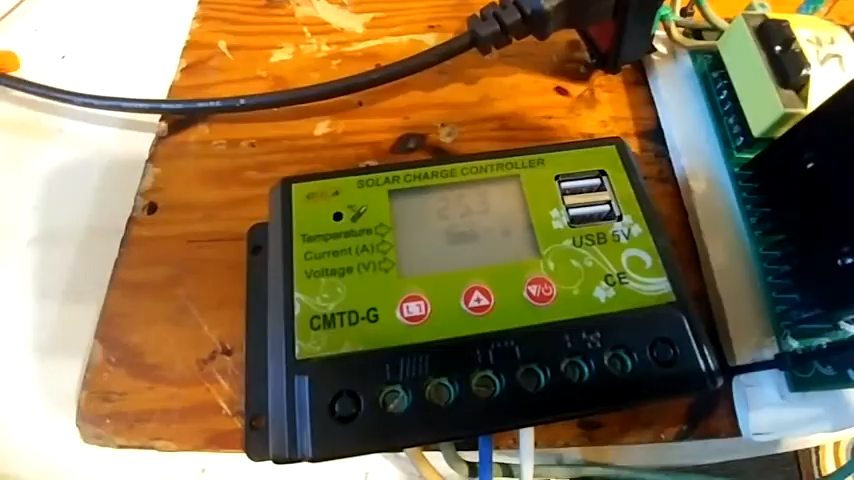 SOLAR CHARGE CONTROLLER
Temperature
Current (A)
Voltage (V)
USB 5V
CE
CMTD-G